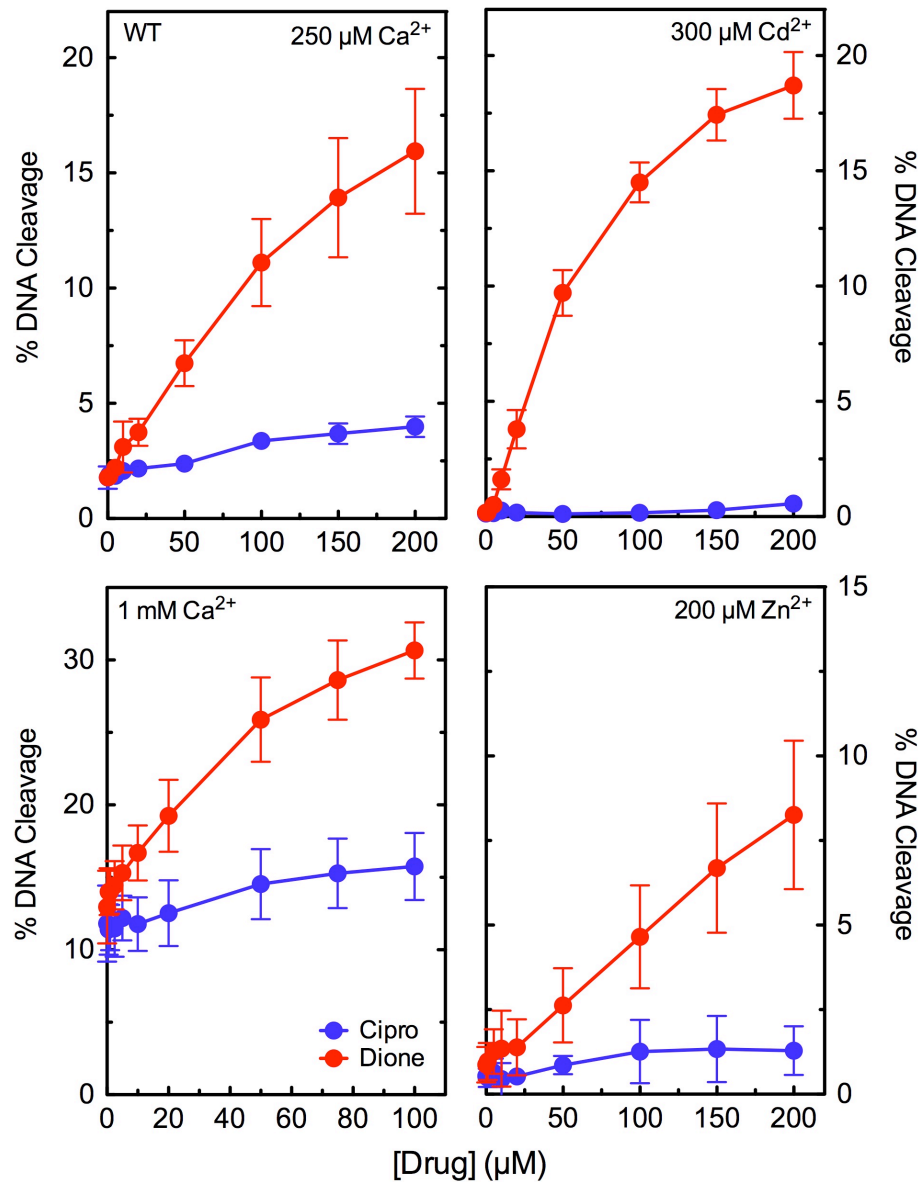 WT
250 µM Ca2+
% DNA Cleavage
20
15
10
5
0
0 50 100 150 200
300 µM Cd2+
20
15
10
5
0
% DNA Cleavage
0 50 100 150 200
1 mM Ca2+
% DNA Cleavage
30
20
10
0
Cipro
Dione
0 20 40 60 80 100
200 µM Zn2+
15
10
5
0
% DNA Cleavage
0 50 100 150 200
[Drug] (µM)